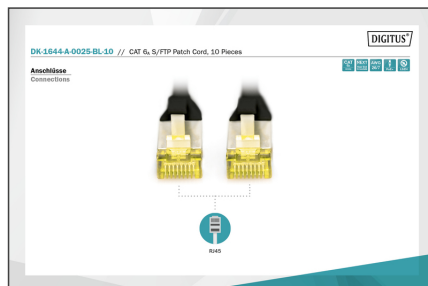 DIGITUS®
DK-1644-A-0025-BL-10 // CAT 6A S/FTP Patch Cord, 10 Pieces
Anschlüsse
Connections
RJ45